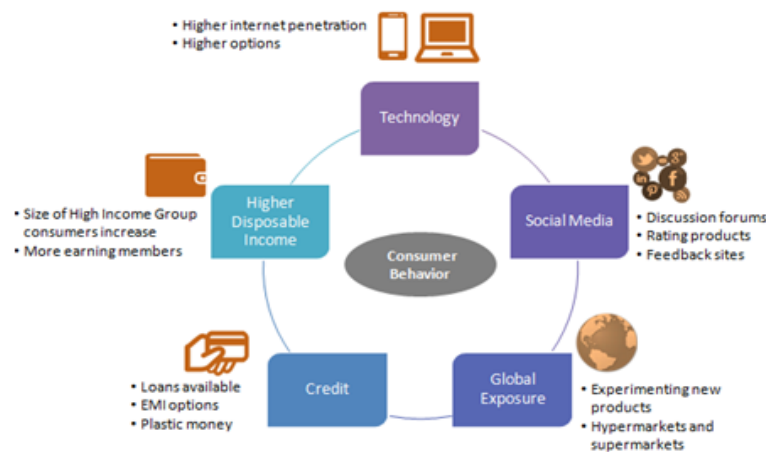 • Higher internet penetration
• Higher options
Technology
Higher
Disposable
Income
• Size of High Income Group
consumers increase
• More earning members
Social Media
• Discussion forums
• Rating products
• Feedback sites
Consumer
Behavior
Credit
• Loans available
• EMI options
• Plastic money
Global
Exposure
• Experimenting new
products
• Hypermarkets and
supermarkets